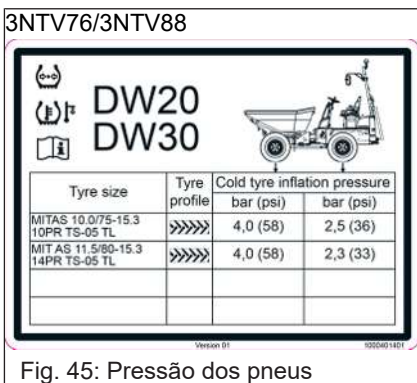 3NTV76/3NTV88
DW20
DW30
Tyre size
Tyre profile
Cold tyre inflation pressure
bar (psi)
bar (psi)
MITAS 10.0/75-15.3
10PR TS-05 TL
4,0 (58)
2,5 (36)
MIT AS 11.5/80-15.3
14PR TS-05 TL
4,0 (58)
2,3 (33)
Version 01
1000401401
Fig. 45: Pressão dos pneus